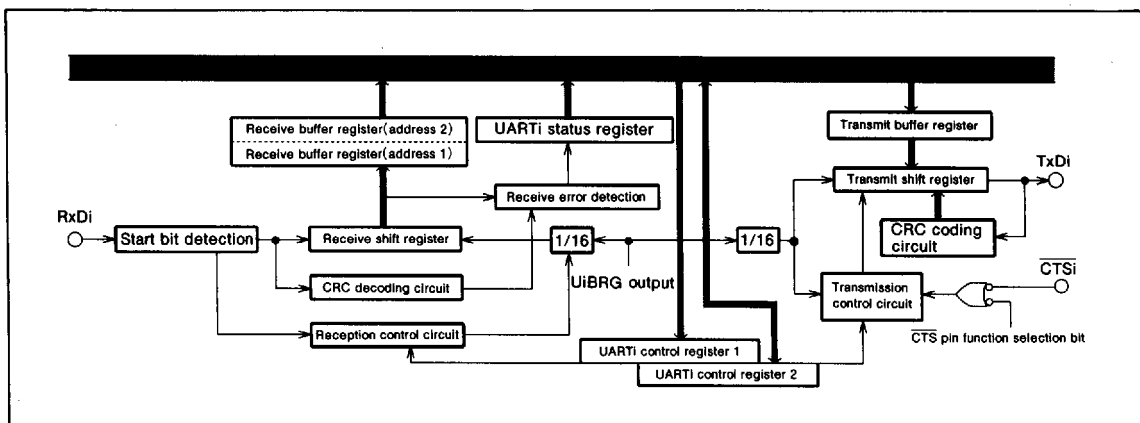 Receive buffer register(address 2)
Receive buffer register(address 1)
UARTi status register
Transmit buffer register
Receive error detection
Transmit shift register
TxDi
RxDi
Start bit detection
Receive shift register
1/16
UiBRG output
1/16
CRC coding
circuit
CRC decoding circuit
Transmission
control circuit
CTSi
Reception control circuit
CTS pin function selection bit
UARTi control register 1
UARTi control register 2